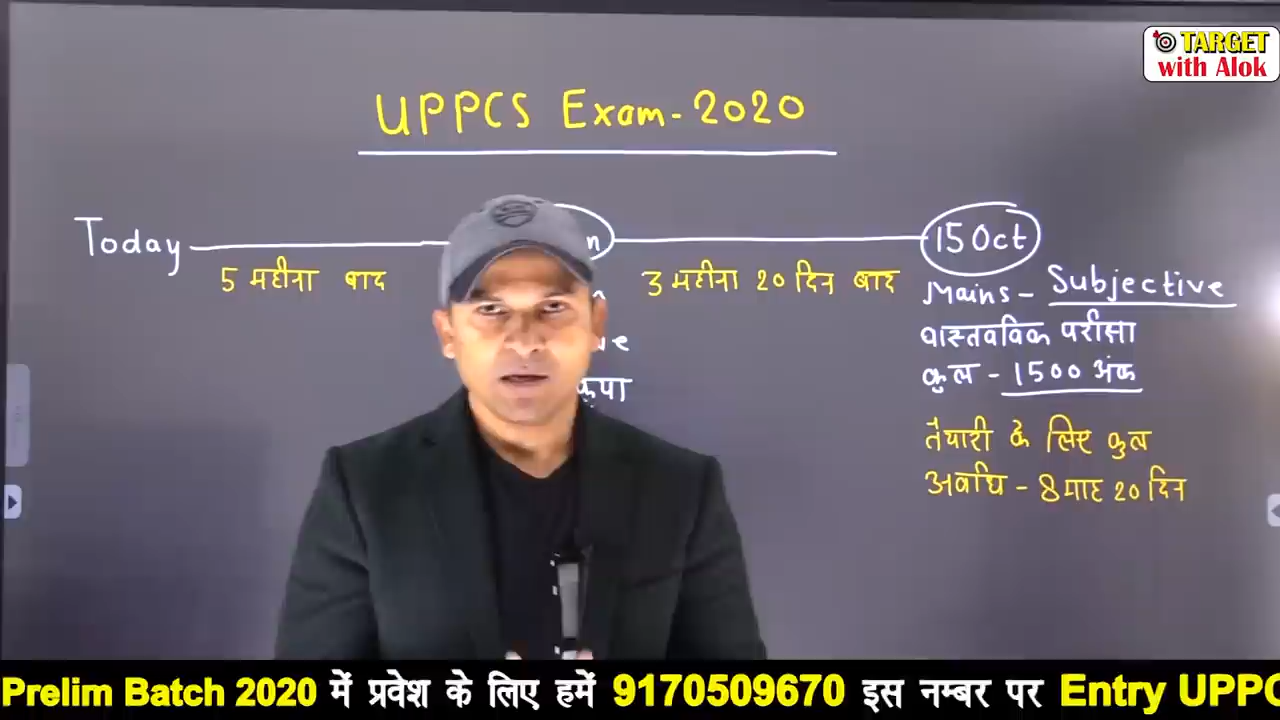 TARGET
with Alok
UPPCS Exam-2020
Today
15 Oct
5 महीना बाद
3 महीना 20 दिन बाद
Mains - Subjective
वास्तवविक परीक्षा
कुल - 1500 अंक
तैयारी के लिए कुल
अवधि - 8 माह 20 दिन
Prelim Batch 2020 में प्रवेश के लिए हमें 9170509670 इस नम्बर पर Entry UPPC